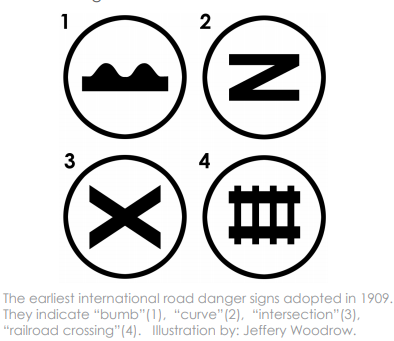 1 2
3 4
The earliest international road danger signs adopted in 1909.
They indicate “bumb”(1), “curve”(2), “intersection”(3),
“railroad crossing”(4). Illustration by: Jeffery Woodrow.